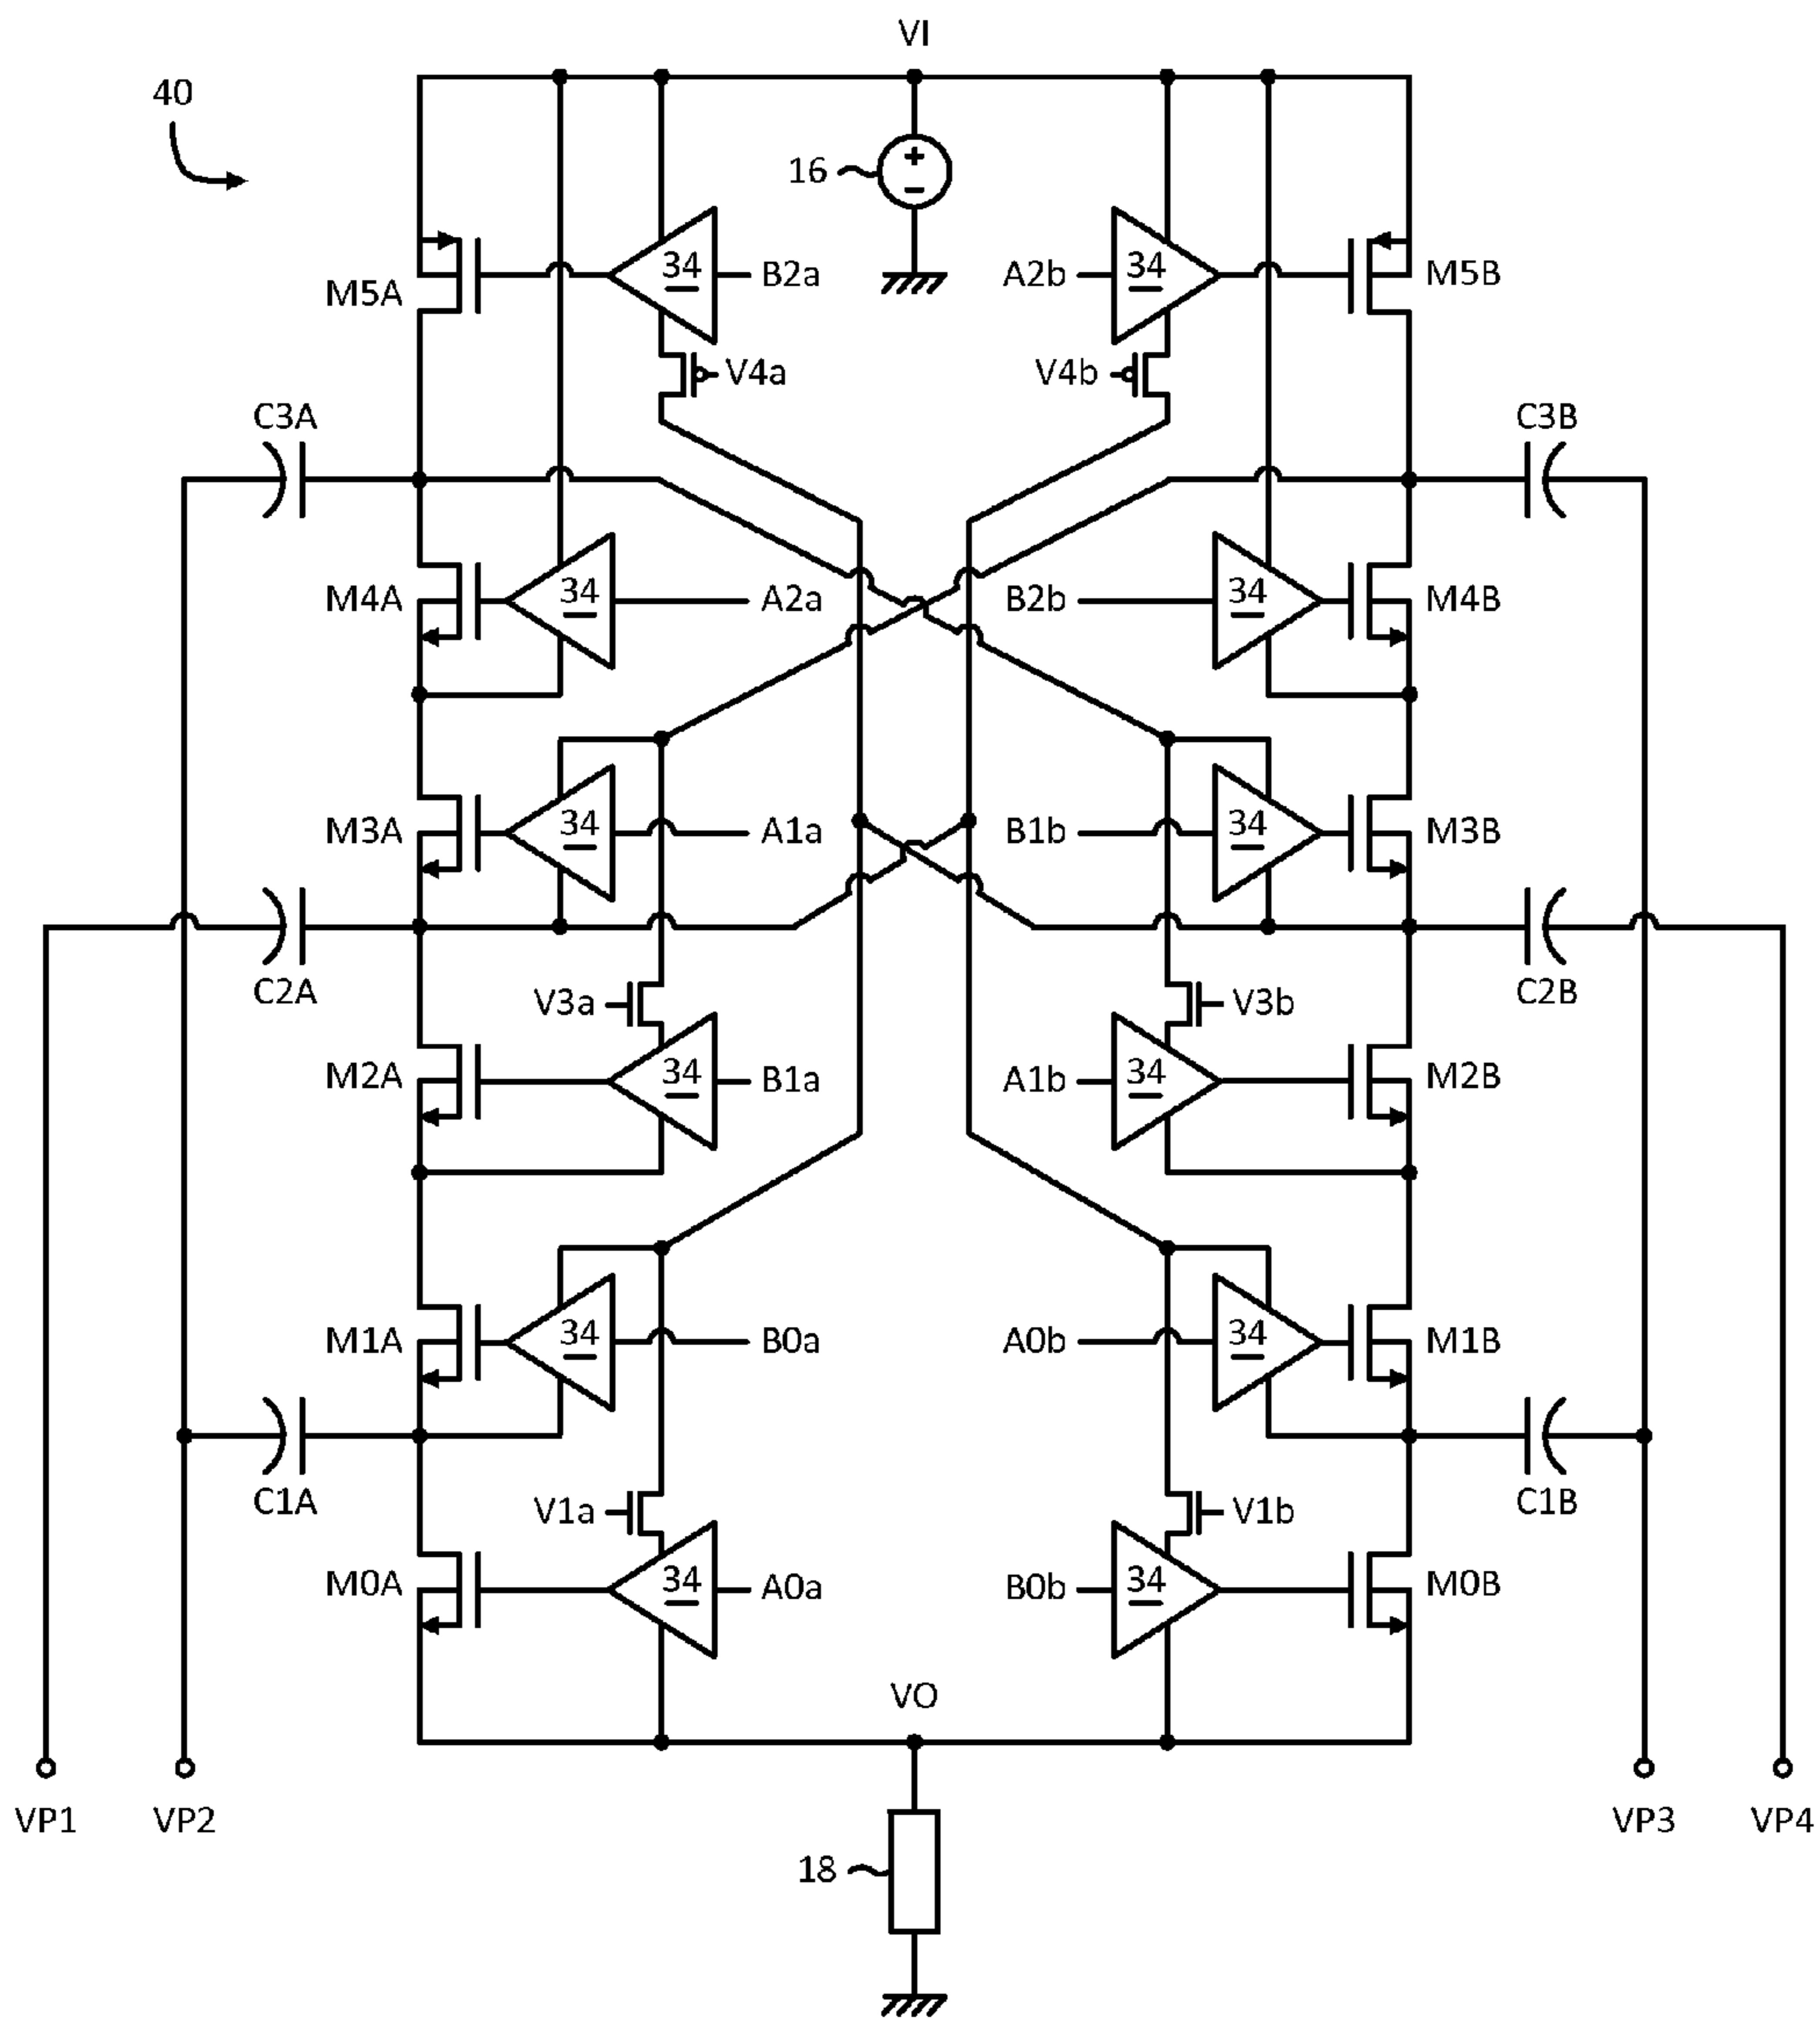 VI
40
16
34 B2a A2b 34
M5A M5B
V4a V4b
C3A C3B
M4A 34 A2a B2b 34 M4B
M3A 34 A1a B1b 34 M3B
C2A V3a V3b C2B
M2A 34 B1a A1b 34 M2B
M1A 34 B0a A0b 34 M1B
C1A V1a V1b C1B
M0A 34 A0a B0b 34 M0B
VO
VP1 VP2 VP3 VP4
18